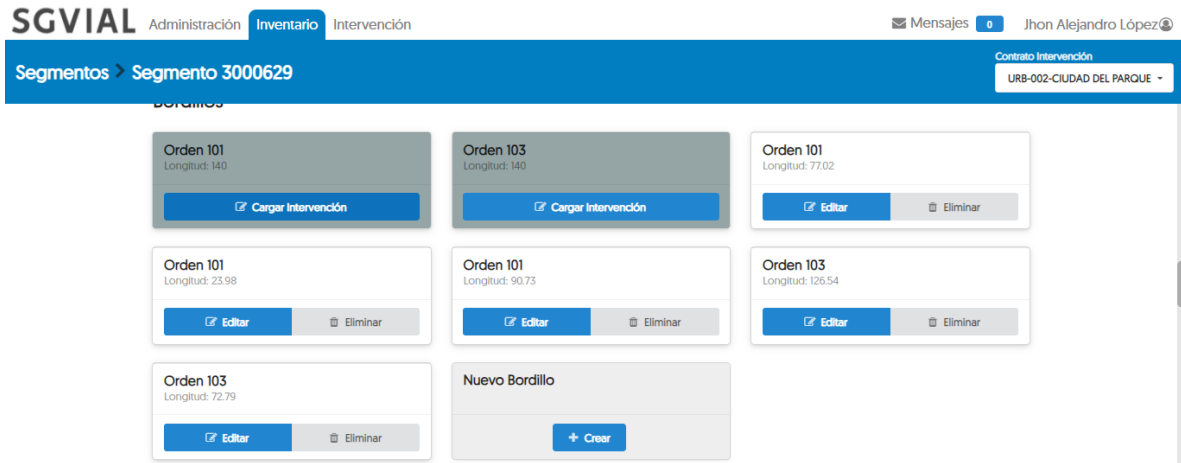 SGVIAL Administración Inventario Intervención Mensajes 0 Jhon Alejandro López
Contrato Intervención
Segmentos > Segmento 3000629
URB-002-CIUDAD DEL PARQUE
Bordillos
Orden 101
Longitud: 140
Cargar Intervención
Orden 103
Longitud: 140
Cargar Intervención
Orden 101
Longitud: 77.02
Editar Eliminar
Orden 101
Longitud: 23.98
Editar Eliminar
Orden 101
Longitud: 90.73
Editar Eliminar
Orden 103
Longitud: 126.54
Editar Eliminar
Orden 103
Longitud: 72.79
Editar Eliminar
Nuevo Bordillo
+ Crear